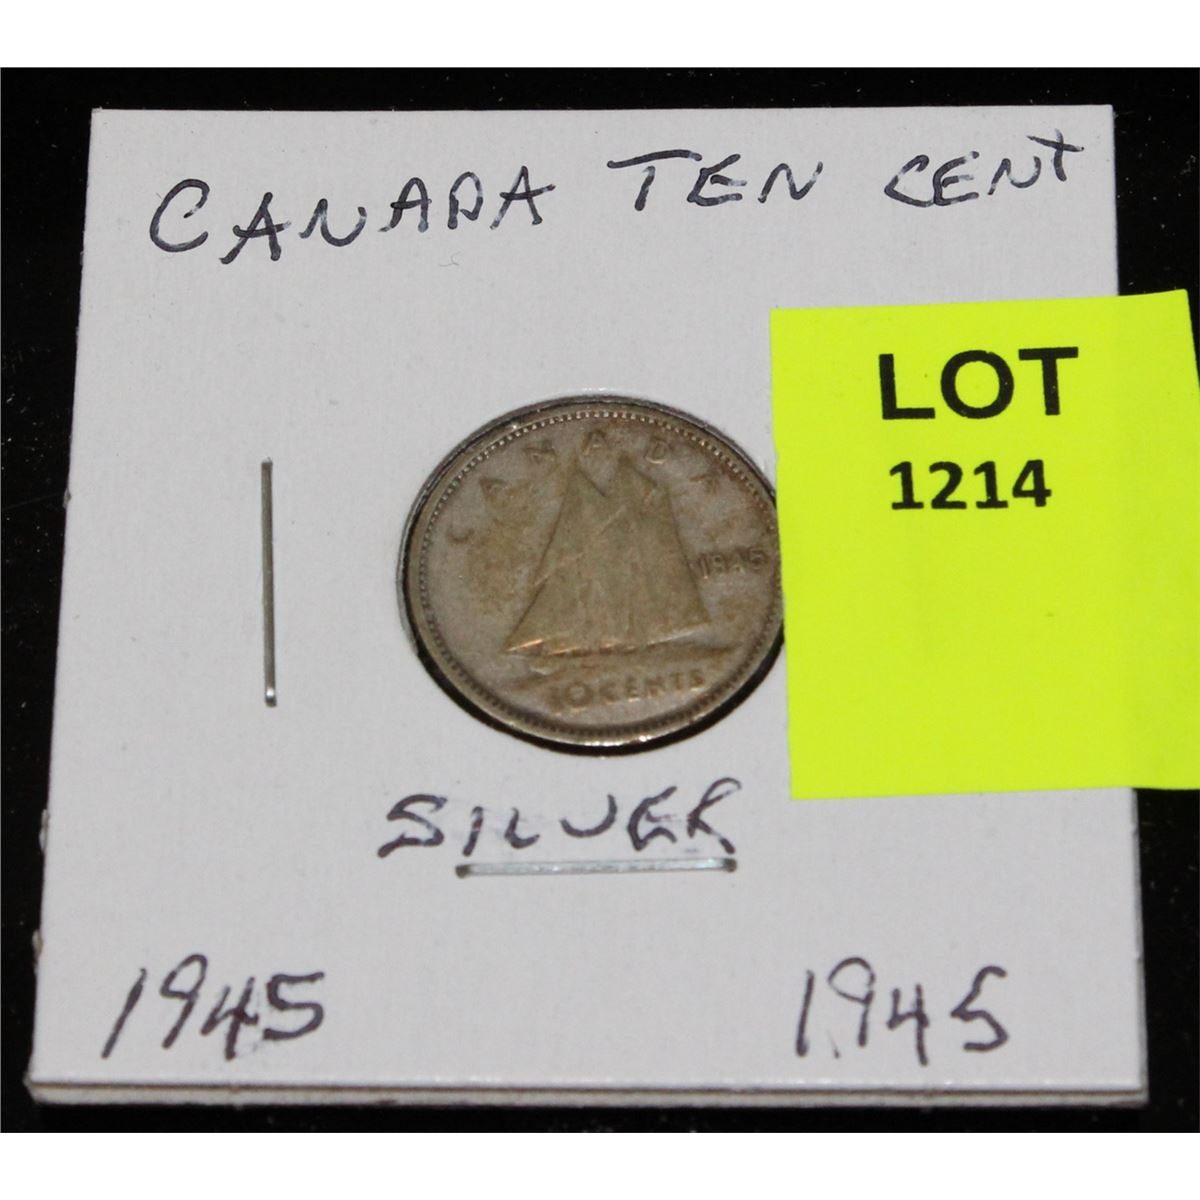 CANADA TEN CENT
LOT
1214
CANADA
1945
10 CENTS
SILVER
1945 1945